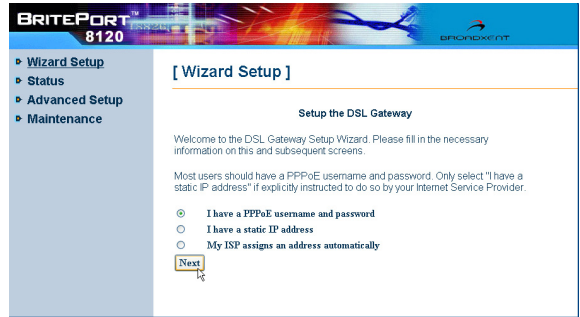 BRITEPORT™
8120
BROADXENT
Wizard Setup
Status
Advanced Setup
Maintenance
[ Wizard Setup ]
Setup the DSL Gateway
Welcome to the DSL Gateway Setup Wizard. Please fill in the necessary
information on this and subsequent screens.
Most users should have a PPPoE username and password. Only select "I have a
static IP address" if explicitly instructed to do so by your Internet Service Provider.
I have a PPPoE username and password
I have a static IP address
My ISP assigns an address automatically
Next